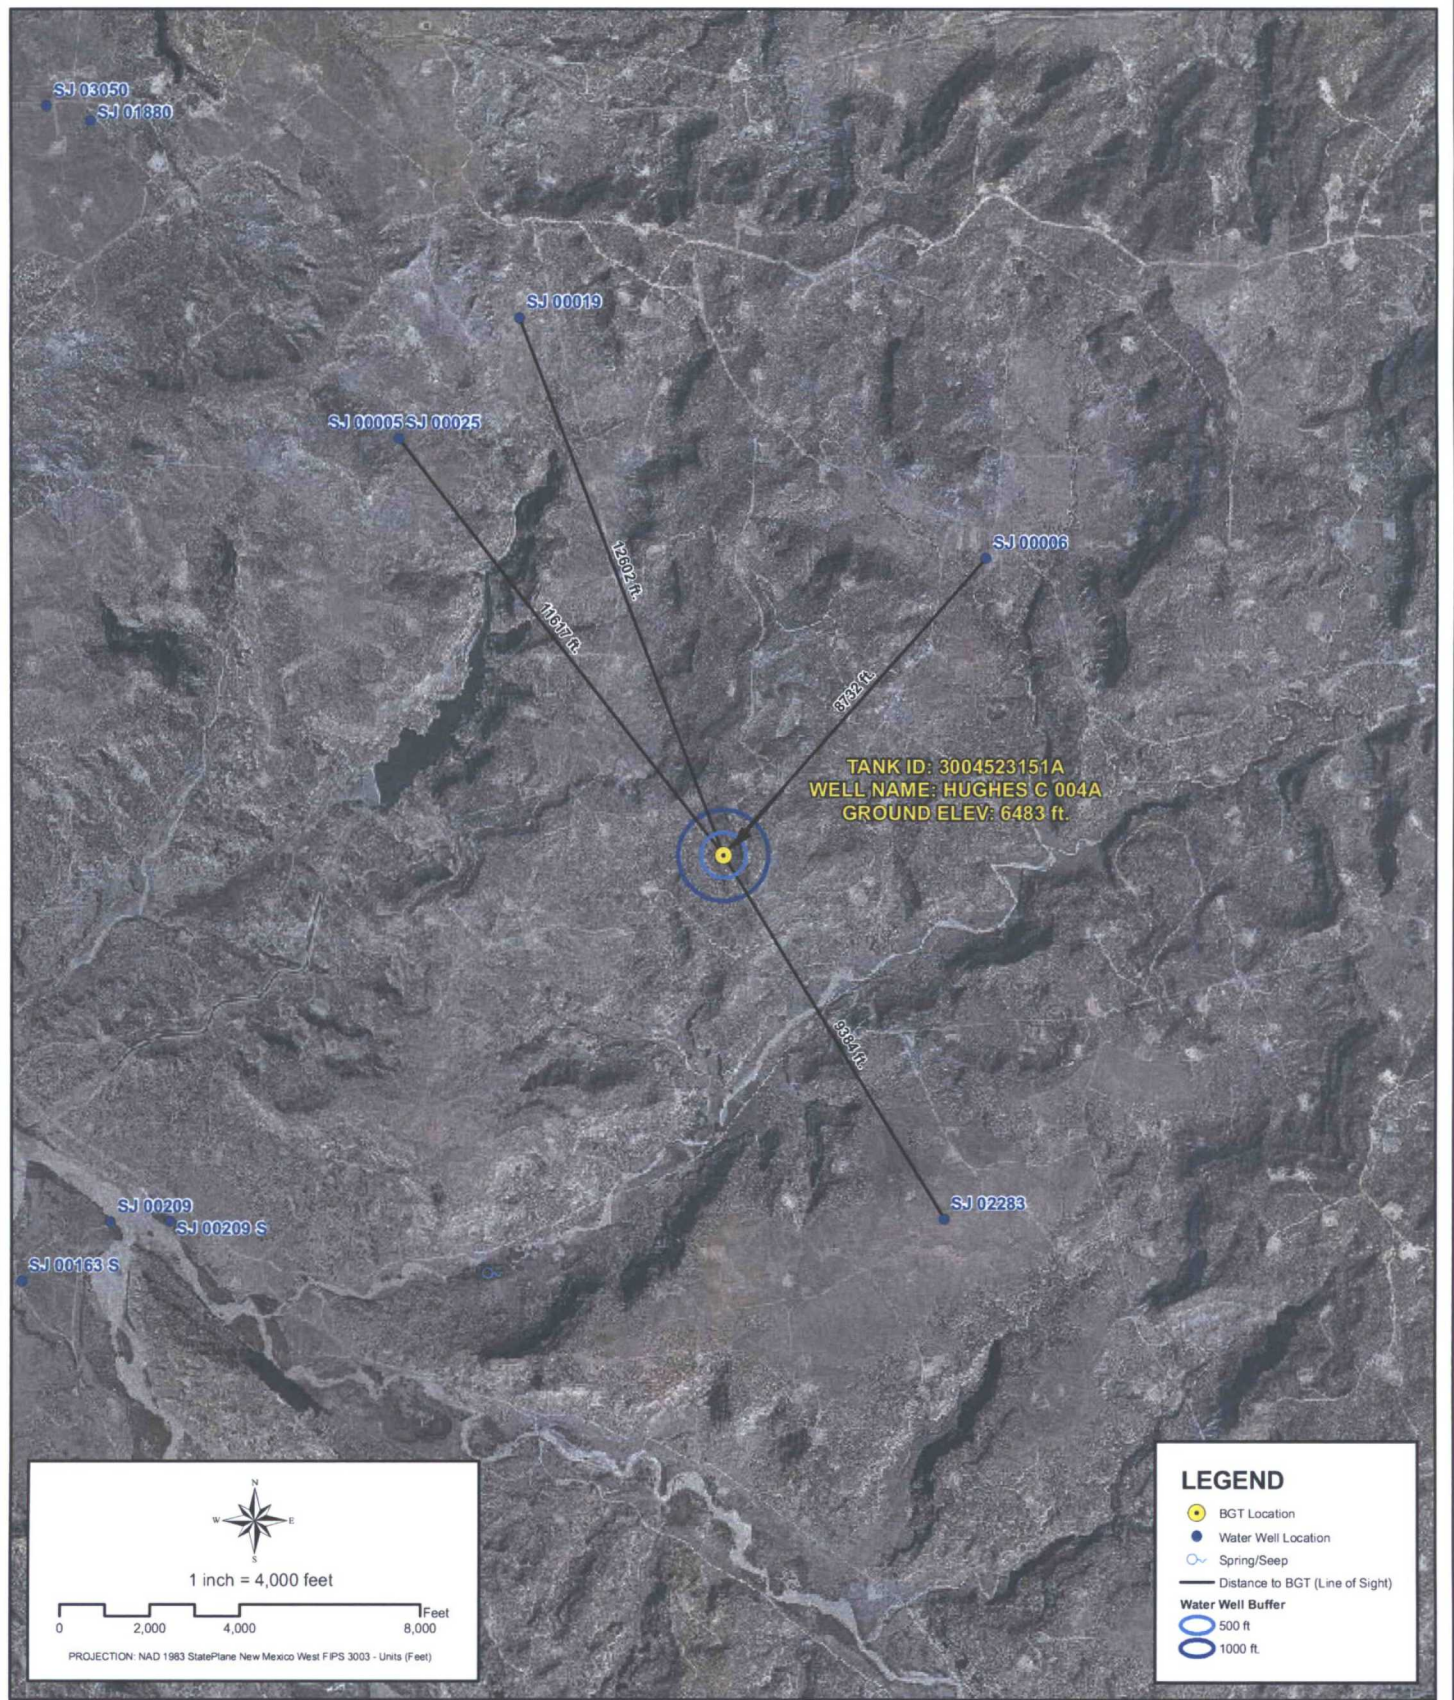 SJ 03050
SJ 01880
SJ 00019
SJ 00005 SJ 00025
SJ 00006
12602 ft.
11617 ft.
8732 ft.
TANK ID: 3004523151A
WELL NAME: HUGHES C 004A
GROUND ELEV: 6483 ft.
9384 ft.
SJ 02283
SJ 00209
SJ 00209 S
SJ 00163 S
N
W E
S
1 inch = 4,000 feet
Feet
0 2,000 4,000 8,000
PROJECTION: NAD 1983 StatePlane New Mexico West FIPS 3003 - Units (Feet)
LEGEND
BGT Location
Water Well Location
Spring/Seep
Distance to BGT (Line of Sight)
Water Well Buffer
500 ft
1000 ft.